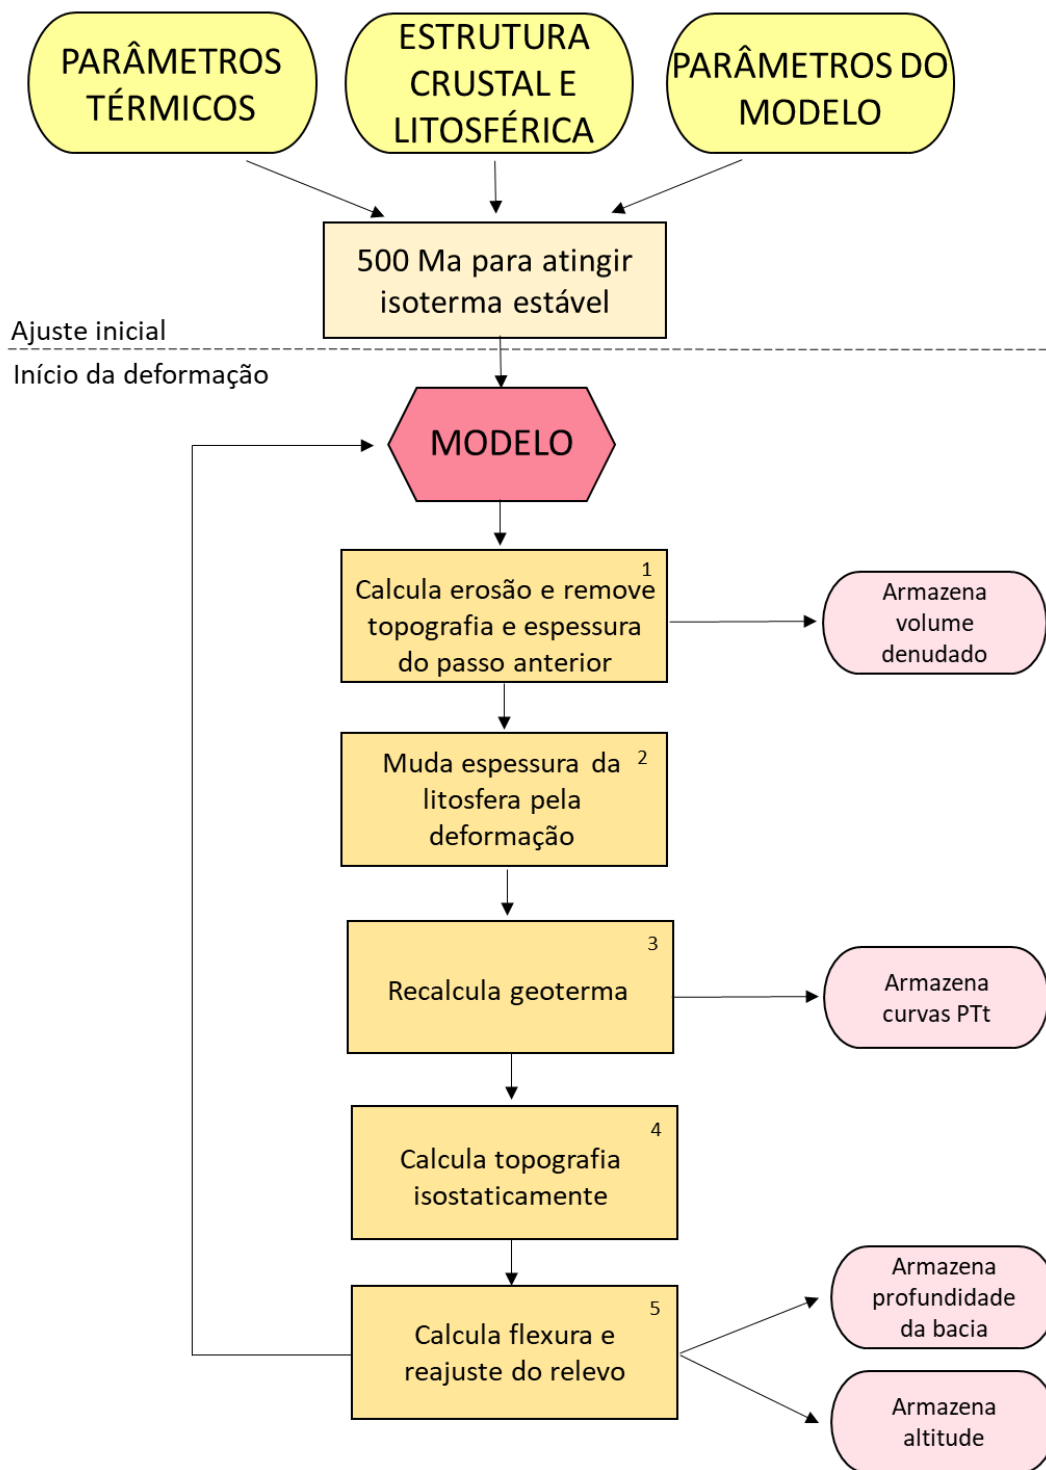 PARÂMETROS
TÉRMICOS
ESTRUTURA
CRUSTAL E
LITOSFÉRICA
PARÂMETROS DO
MODELO
500 Ma para atingir
isoterma estável
Ajuste inicial
Início da deformação
MODELO
1
Calcula erosão e remove
topografia e espessura
do passo anterior
Armazena
volume
denudado
2
Muda espessura da
litosfera pela
deformação
3
Recalcula geoterma
Armazena
curvas PTt
4
Calcula topografia
isostaticamente
5
Calcula flexura e
reajuste do relevo
Armazena
profundidade
da bacia
Armazena
altitude